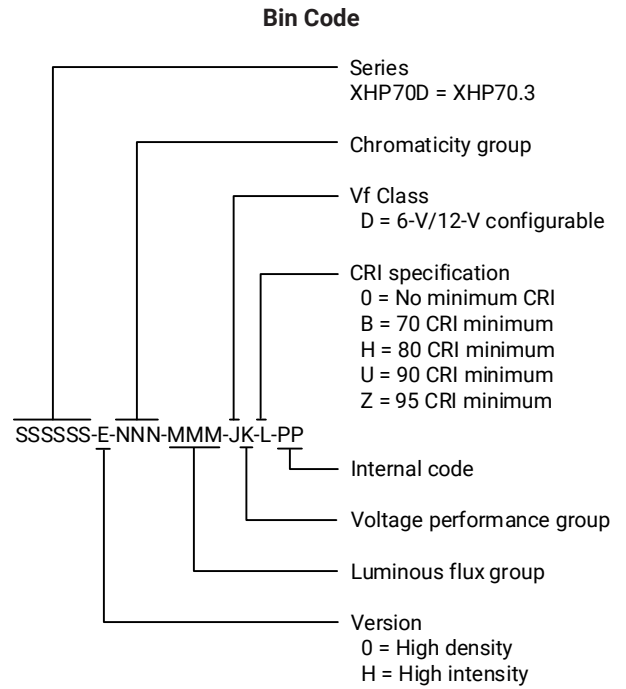 Bin Code
Series
XHP70D = XHP70.3
Chromaticity group
Vf Class
D = 6-V/12-V configurable
CRI specification
0 = No minimum CRI
B = 70 CRI minimum
H = 80 CRI minimum
U = 90 CRI minimum
Z = 95 CRI minimum
SSSSSS-E-NNN-MMM-JK-L-PP
Internal code
Voltage performance group
Luminous flux group
Version
0 = High density
H = High intensity